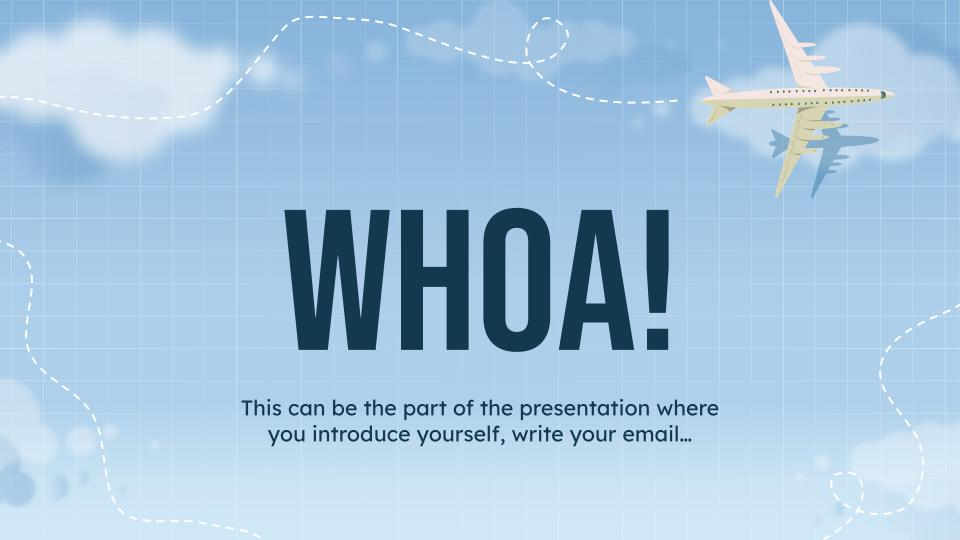 WHOA!
This can be the part of the presentation where
you introduce yourself, write your email…